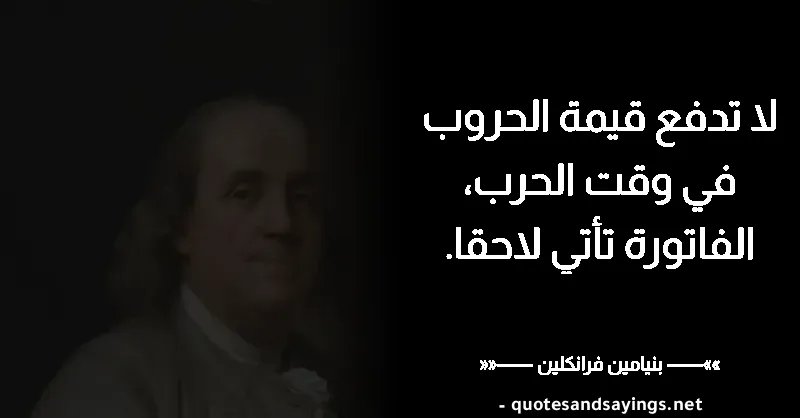 لا تدفع قيمة الحروب
في وقت الحرب،
الفاتورة تأتي لاحقا.
»»—— بنيامين فرانكلين ——««
- quotesandsayings.net